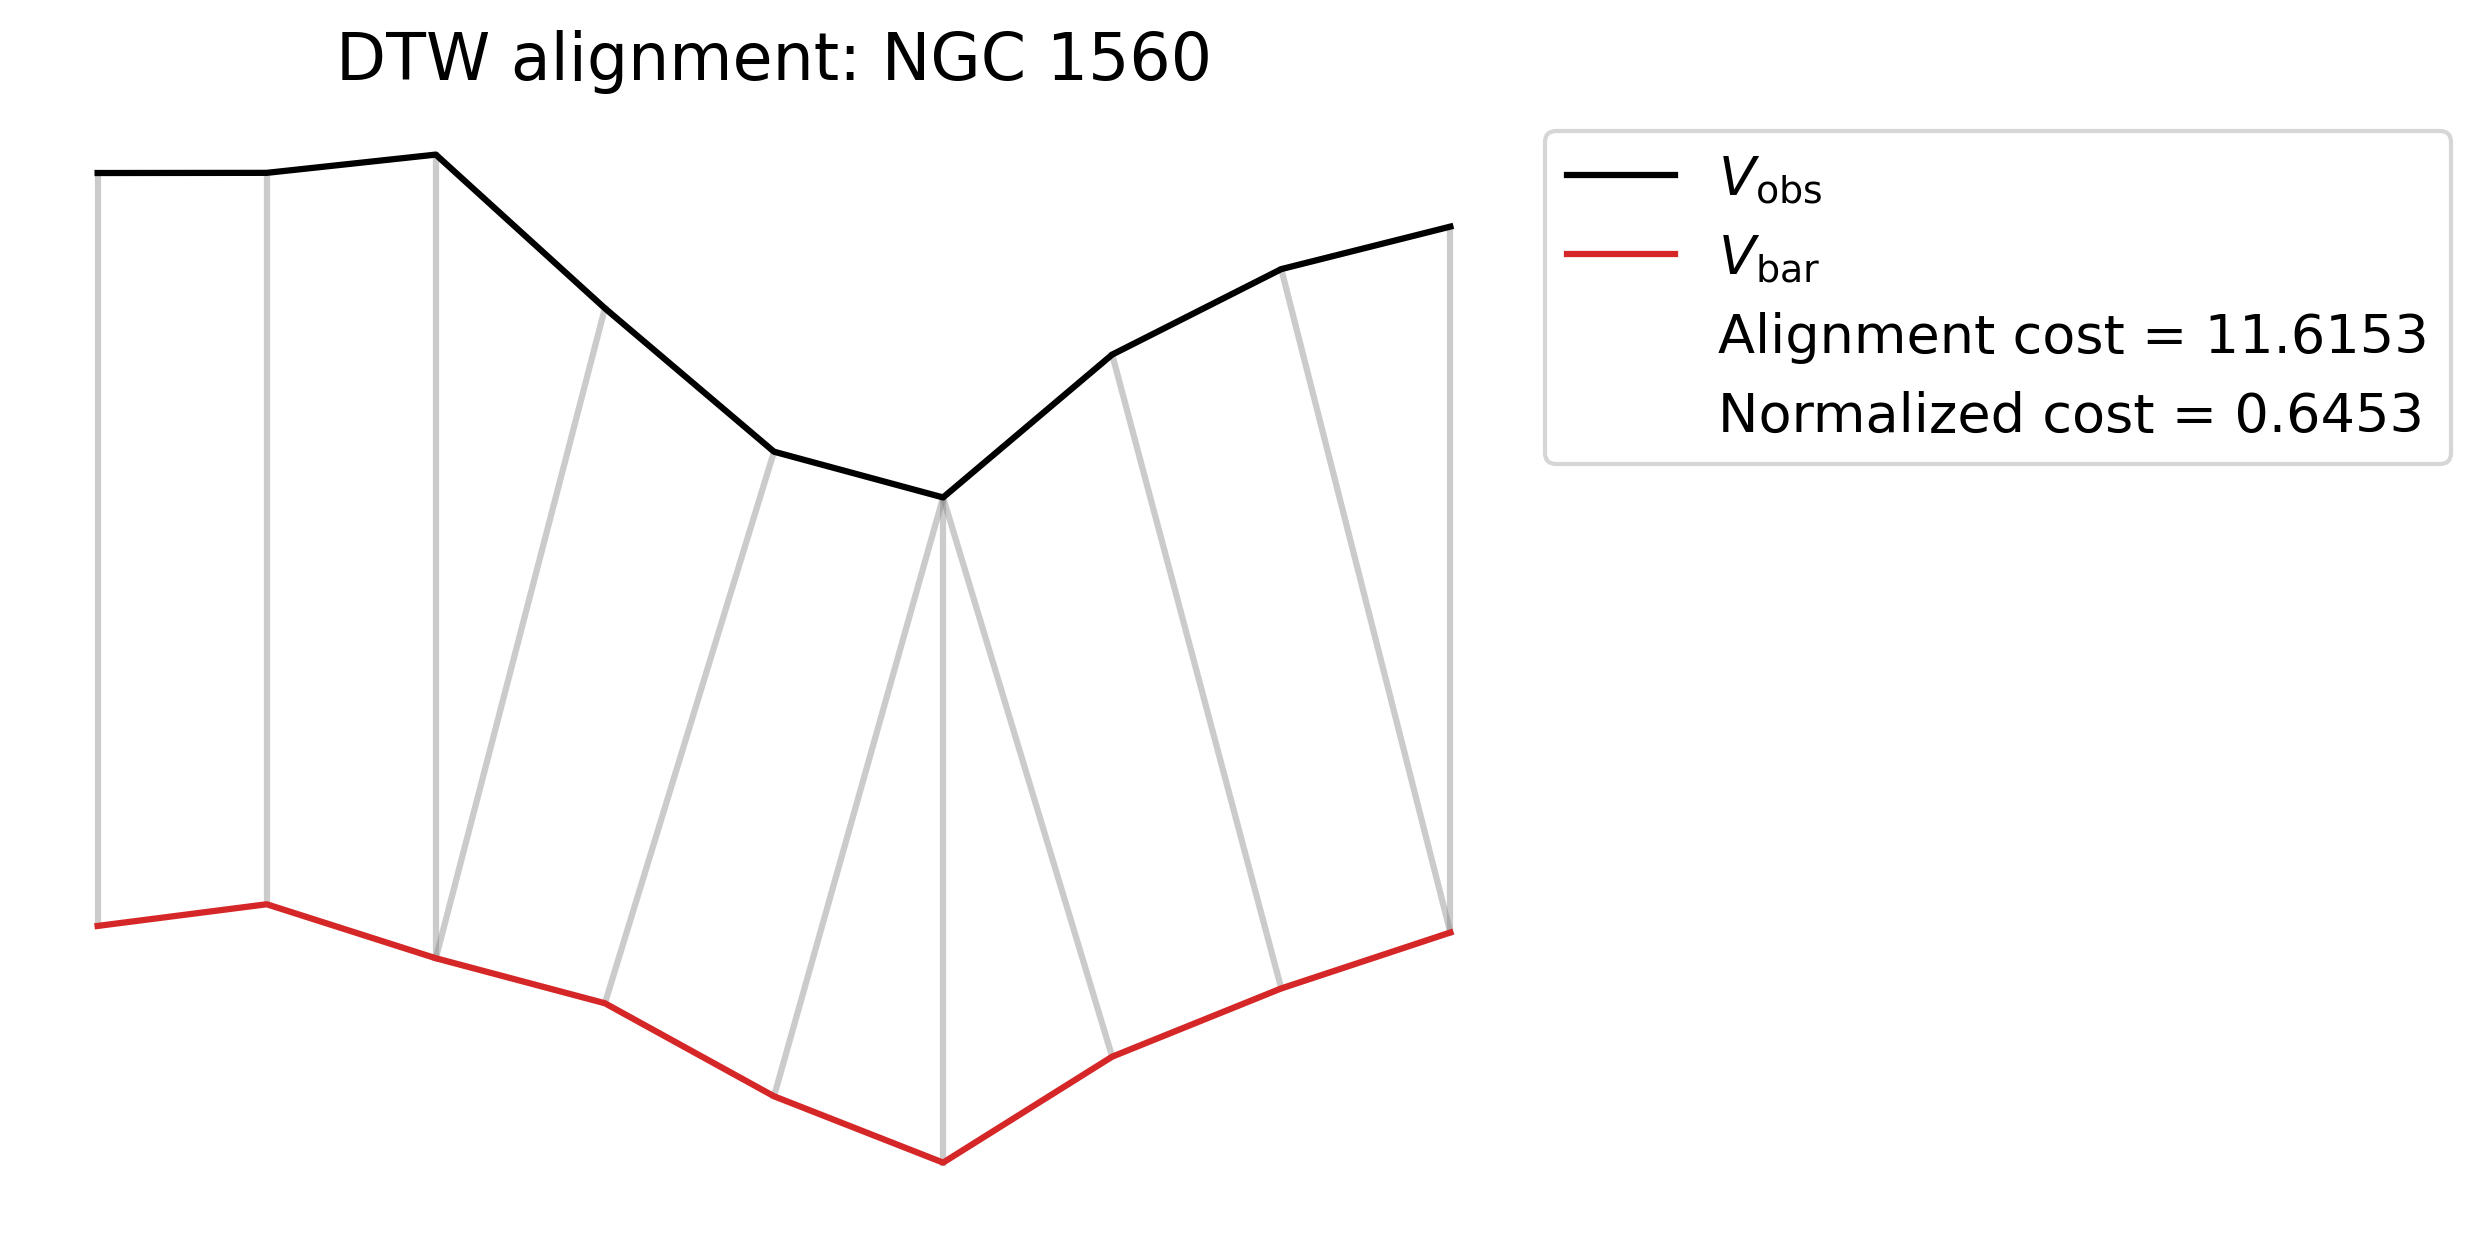 DTW alignment: NGC 1560
V_obs
V_bar
Alignment cost = 11.6153
Normalized cost = 0.6453